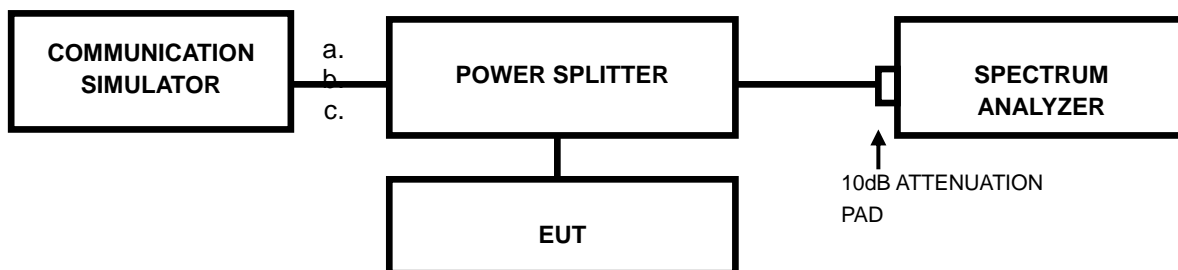 COMMUNICATION
SIMULATOR
a.
b.
c.
POWER SPLITTER
SPECTRUM
ANALYZER
10dB ATTENUATION
PAD
EUT